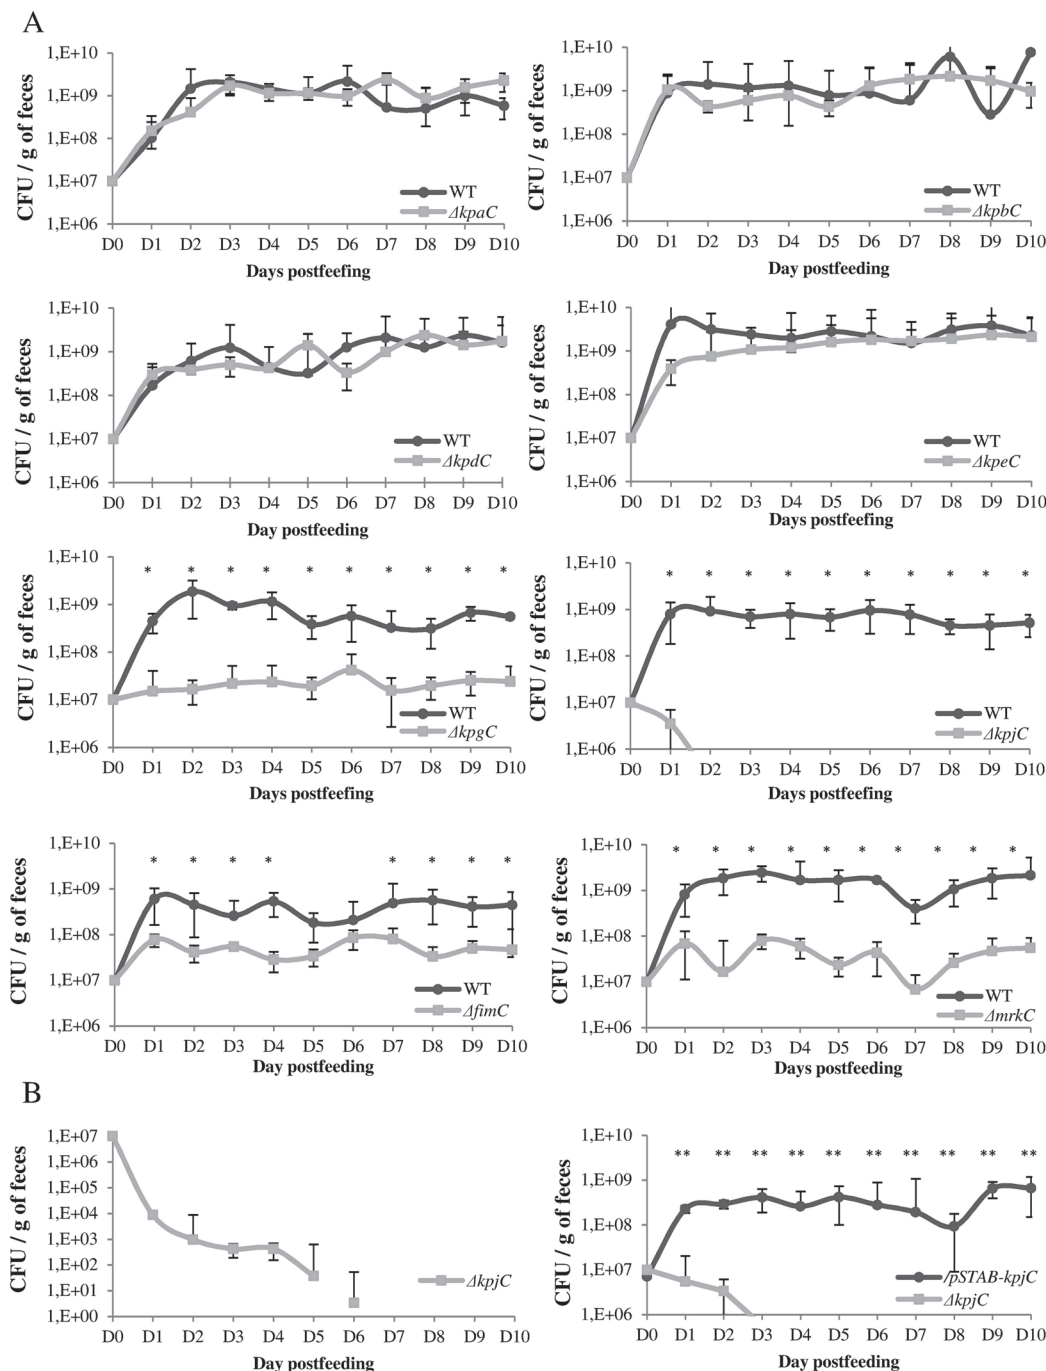 A
CFU / g of feces
1,E+10
1,E+09
1,E+08
1,E+07
1,E+06
WT
ΔkpaC
D0 D1 D2 D3 D4 D5 D6 D7 D8 D9 D10
Days postfeefing
CFU / g of feces
1,E+10
1,E+09
1,E+08
1,E+07
1,E+06
WT
ΔkpbC
D0 D1 D2 D3 D4 D5 D6 D7 D8 D9 D10
Day postfeeding
CFU / g of feces
1,E+10
1,E+09
1,E+08
1,E+07
1,E+06
WT
ΔkpdC
D0 D1 D2 D3 D4 D5 D6 D7 D8 D9 D10
Day postfeeding
CFU / g of feces
1,E+10
1,E+09
1,E+08
1,E+07
1,E+06
WT
ΔkpeC
D0 D1 D2 D3 D4 D5 D6 D7 D8 D9 D10
Days postfeefing
CFU / g of feces
1,E+10
1,E+09
1,E+08
1,E+07
1,E+06
* * * * * * * * * *
WT
ΔkpgC
D0 D1 D2 D3 D4 D5 D6 D7 D8 D9 D10
Days postfeefing
CFU / g of feces
1,E+10
1,E+09
1,E+08
1,E+07
1,E+06
* * * * * * * * * *
WT
ΔkpjC
D0 D1 D2 D3 D4 D5 D6 D7 D8 D9 D10
Days postfeeding
CFU / g of feces
1,E+10
1,E+09
1,E+08
1,E+07
1,E+06
* * * * * * * *
WT
ΔfimC
D0 D1 D2 D3 D4 D5 D6 D7 D8 D9 D10
Day postfeeding
CFU / g of feces
1,E+10
1,E+09
1,E+08
1,E+07
1,E+06
* * * * * * * * * *
WT
ΔmrkC
D0 D1 D2 D3 D4 D5 D6 D7 D8 D9 D10
Day postfeeding
B
CFU / g of feces
1,E+07
1,E+06
1,E+05
1,E+04
1,E+03
1,E+02
1,E+01
1,E+00
ΔkpjC
D0 D1 D2 D3 D4 D5 D6 D7 D8 D9 D10
Day postfeeding
CFU / g of feces
1,E+10
1,E+09
1,E+08
1,E+07
1,E+06
** ** ** ** ** ** ** ** ** **
/pSTAB-kpjC
ΔkpjC
D0 D1 D2 D3 D4 D5 D6 D7 D8 D9 D10
Days postfeeding